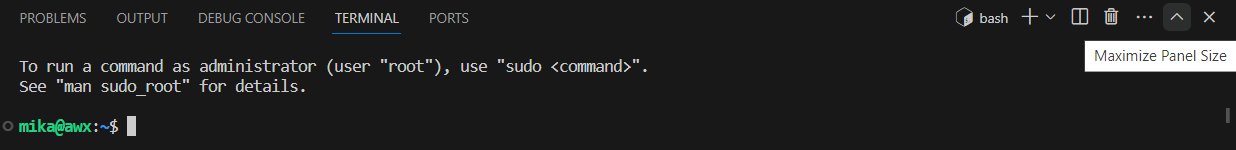 PROBLEMS OUTPUT DEBUG CONSOLE TERMINAL PORTS bash
Maximize Panel Size
To run a command as administrator (user "root"), use "sudo <command>".
See "man sudo_root" for details.
mika@awx:~$